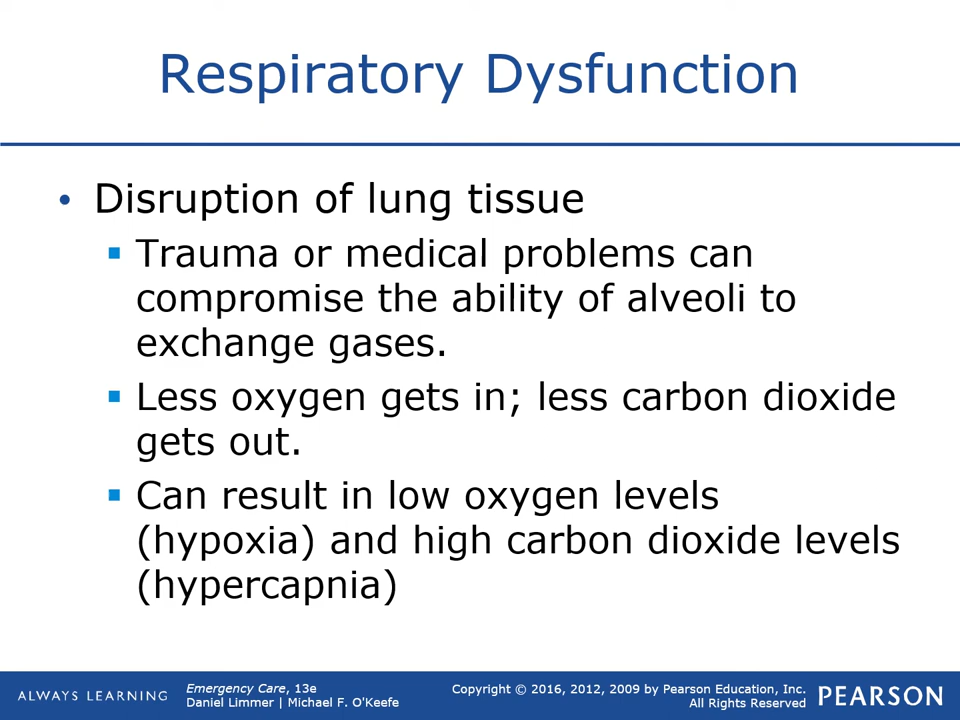 Respiratory Dysfunction
• Disruption of lung tissue
▪ Trauma or medical problems can
compromise the ability of alveoli to
exchange gases.
▪ Less oxygen gets in; less carbon dioxide
gets out.
▪ Can result in low oxygen levels
(hypoxia) and high carbon dioxide levels
(hypercapnia)
ALWAYS LEARNING
Emergency Care, 13e
Daniel Limmer | Michael F. O'Keefe
Copyright © 2016, 2012, 2009 by Pearson Education, Inc.
All Rights Reserved
PEARSON